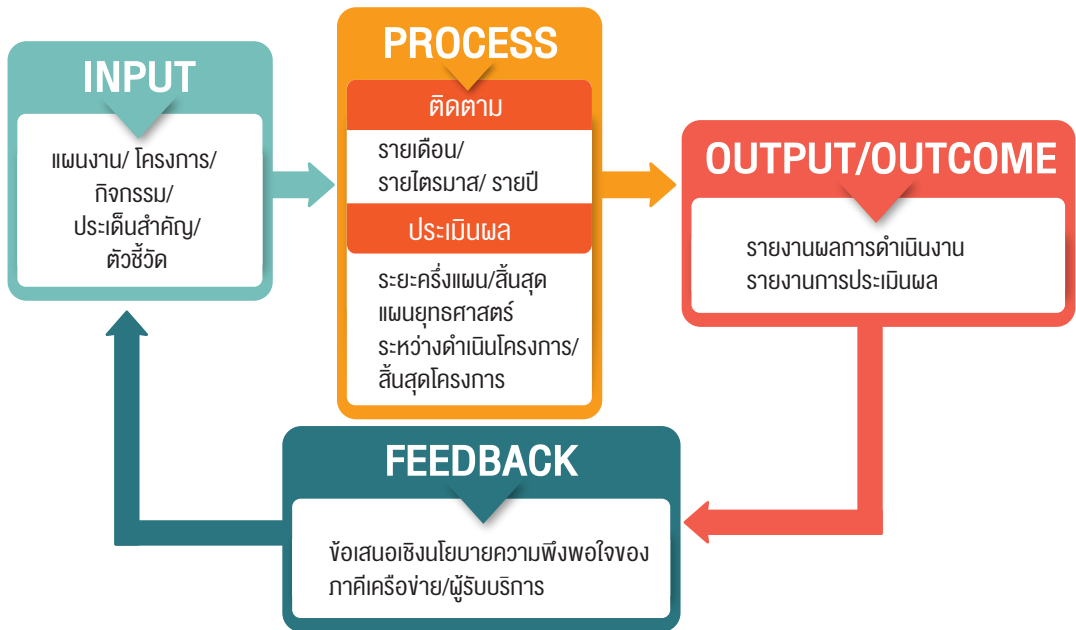 INPUT
แผนงาน/ โครงการ/
กิจกรรม/
ประเด็นสำคัญ/
ตัวชี้วัด
PROCESS
ติดตาม
รายเดือน/
รายไตรมาส/ รายปี
ประเมินผล
ระยะครึ่งแผน/สิ้นสุด
แผนยุทธศาสตร์
ระหว่างดำเนินโครงการ/
สิ้นสุดโครงการ
OUTPUT/OUTCOME
รายงานผลการดำเนินงาน
รายงานการประเมินผล
FEEDBACK
ข้อเสนอเชิงนโยบายความพึงพอใจของ
ภาคีเครือข่าย/ผู้รับบริการ